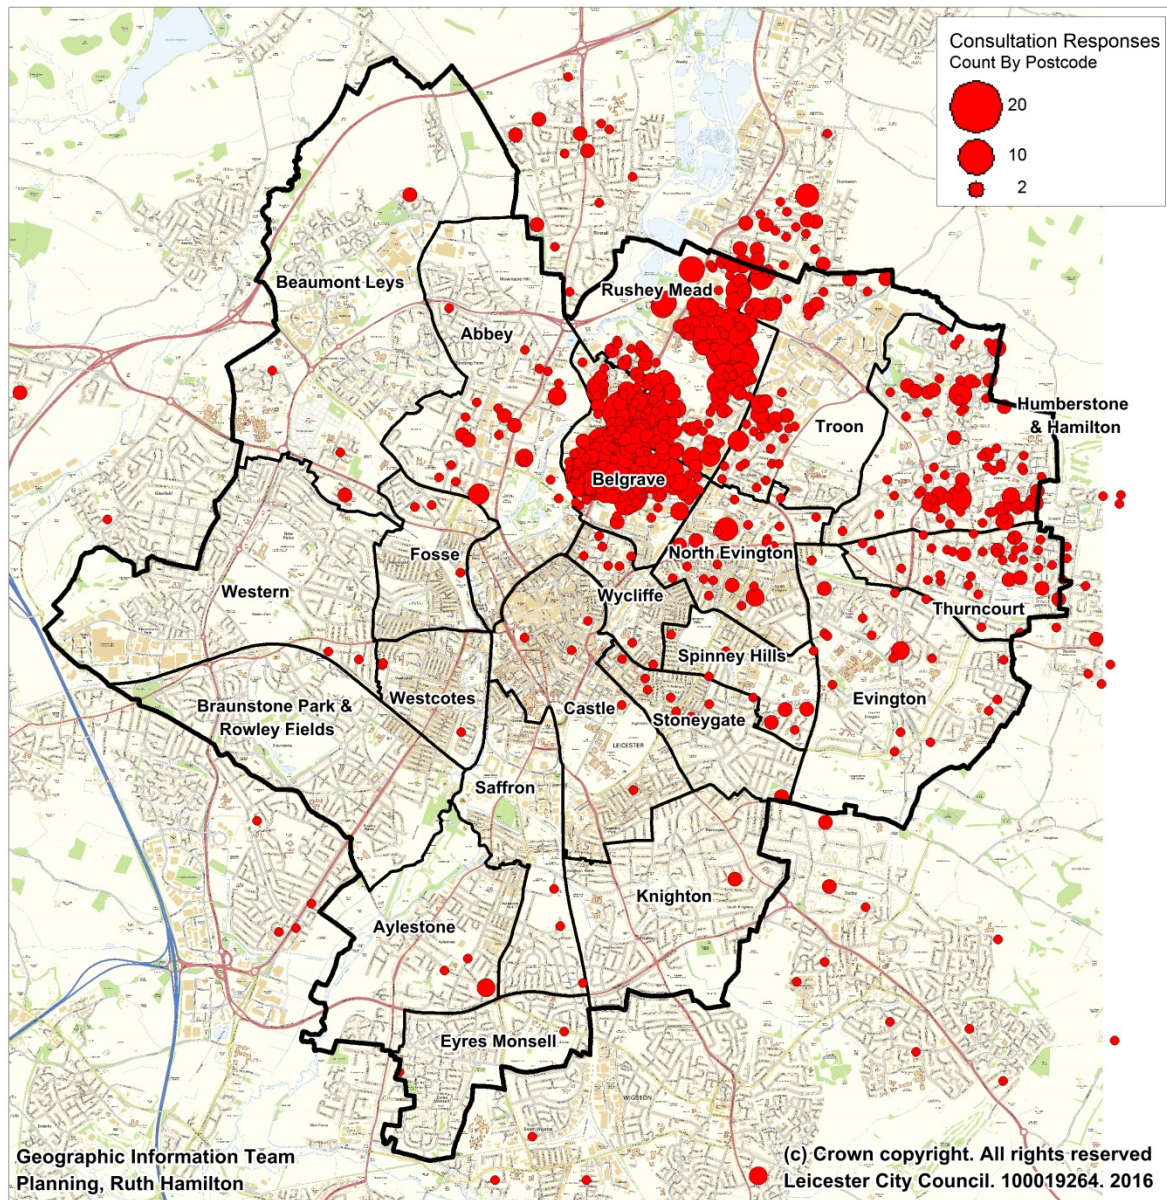 Consultation Responses
Count By Postcode
20
10
2
Rushey Mead
Beaumont Leys
Abbey
Humberstone
& Hamilton
Troon
Belgrave
Fosse
North Evington
Western
Wycliffe
Thurncourt
Spinney Hills
Braunstone Park &
Rowley Fields
Westcotes
Castle
Stoneygate
Evington
LEICESTER
Saffron
Knighton
Aylestone
Eyres Monsell
WIGSTON
Geographic Information Team
Planning, Ruth Hamilton
(c) Crown copyright. All rights reserved
Leicester City Council. 100019264. 2016